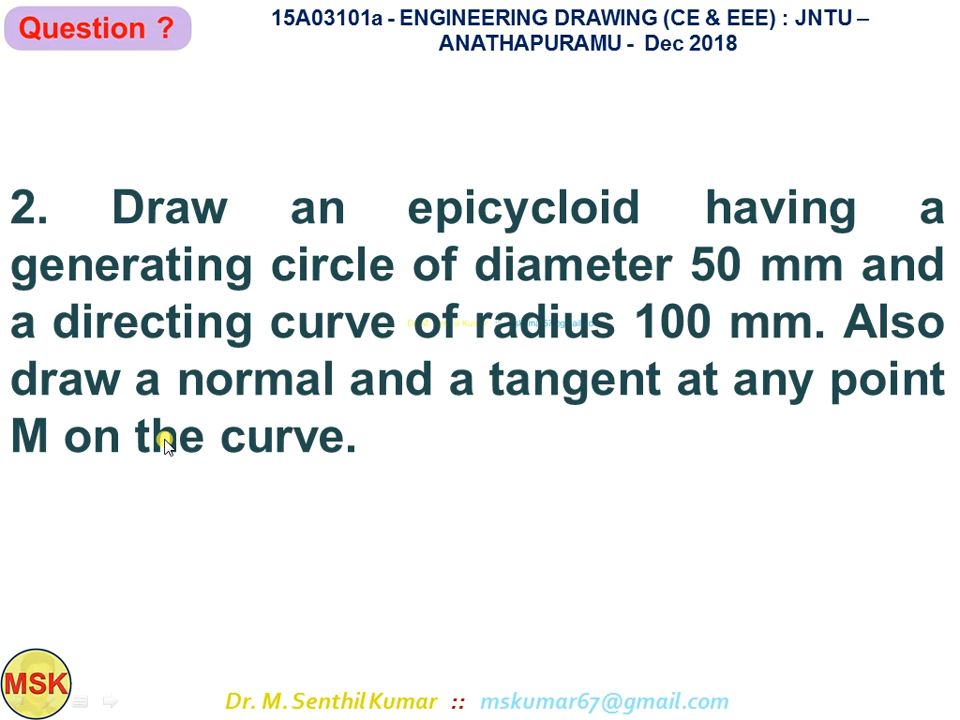 Question ?
15A03101a - ENGINEERING DRAWING (CE & EEE) : JNTU –
ANATHAPURAMU - Dec 2018
2. Draw an epicycloid having a
generating circle of diameter 50 mm and
a directing curve of radius 100 mm. Also
draw a normal and a tangent at any point
M on the curve.
MSK
Dr. M. Senthil Kumar :: mskumar67@gmail.com